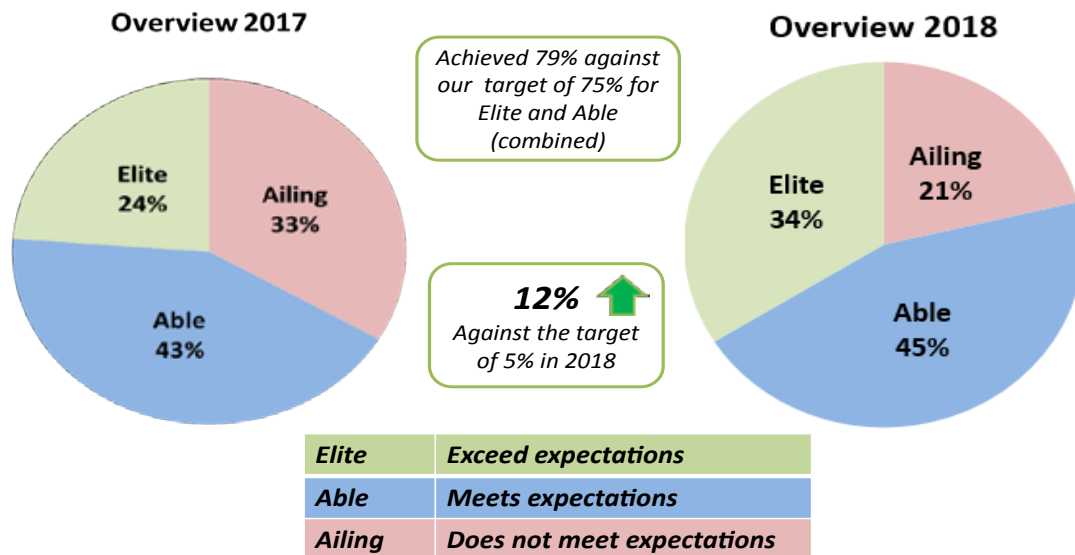 Overview 2017
Elite
24%
Ailing
33%
Able
43%
Achieved 79% against
our target of 75% for
Elite and Able
(combined)
12%
Against the target
of 5% in 2018
Overview 2018
Ailing
21%
Elite
34%
Able
45%
Elite Exceed expectations
Able Meets expectations
Ailing Does not meet expectations